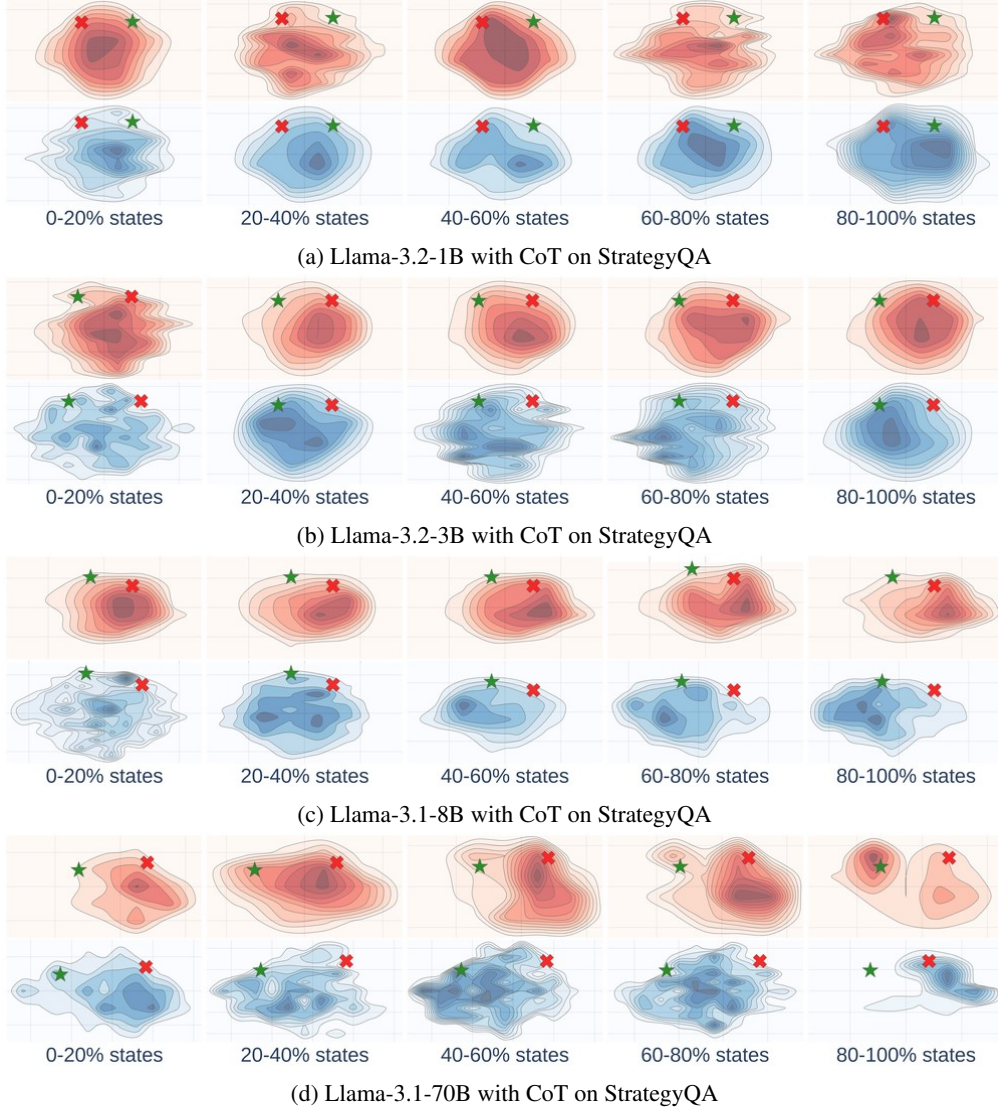 0-20% states 20-40% states 40-60% states 60-80% states 80-100% states
(a) Llama-3.2-1B with CoT on StrategyQA
0-20% states 20-40% states 40-60% states 60-80% states 80-100% states
(b) Llama-3.2-3B with CoT on StrategyQA
0-20% states 20-40% states 40-60% states 60-80% states 80-100% states
(c) Llama-3.1-8B with CoT on StrategyQA
0-20% states 20-40% states 40-60% states 60-80% states 80-100% states
(d) Llama-3.1-70B with CoT on StrategyQA